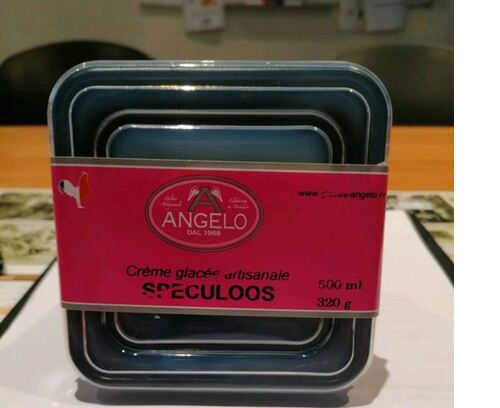 ANGELO
DAL 1988
Crème glacée artisanale
SPECULOOS
500 ml
320 g